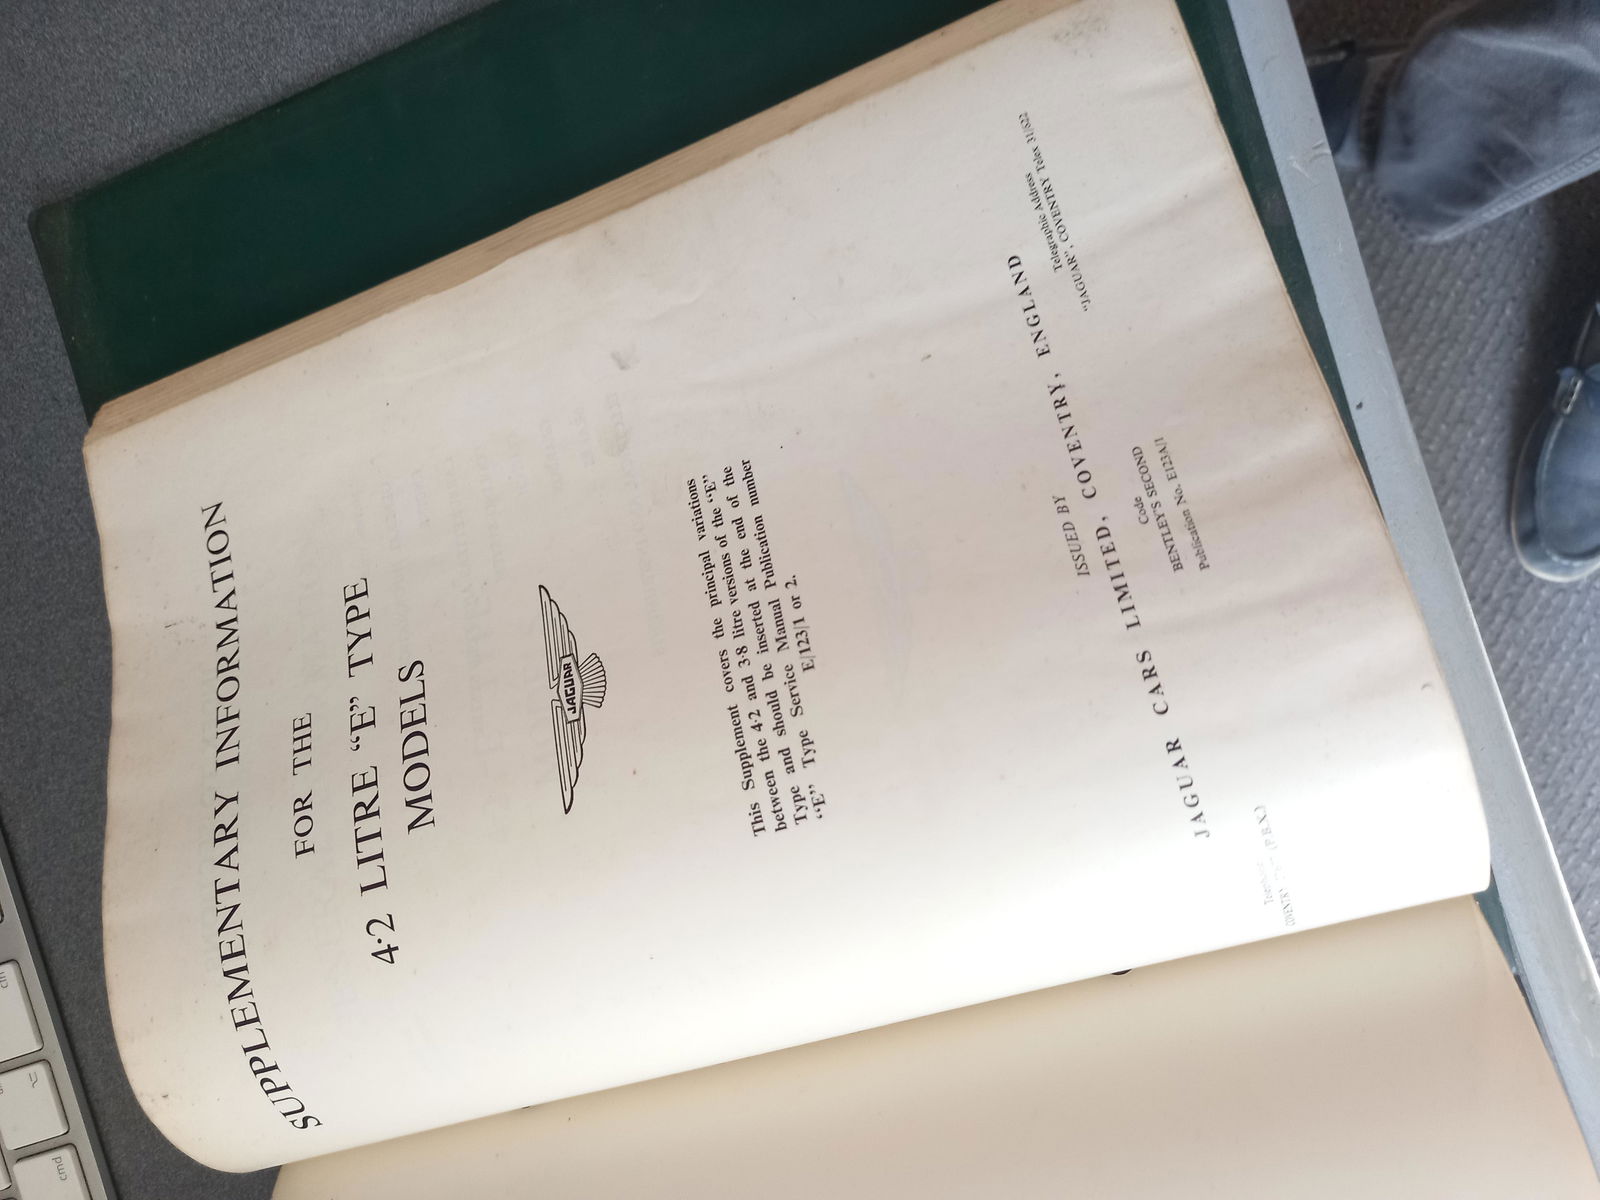 SUPPLEMENTARY INFORMATION
FOR THE
4·2 LITRE “E” TYPE
MODELS
JAGUAR
This Supplement covers the principal variations
between the 4·2 and 3·8 litre versions of the “E”
Type and should be inserted at the end of the
“E” Type Service Manual Publication number
E/123/1 or 2.
ISSUED BY
JAGUAR CARS LIMITED, COVENTRY, ENGLAND
(P.B.X.)
Code
BENTLEY'S SECOND
Publication No. E123A/1
Telegraphic Address
“JAGUAR”, COVENTRY Telex 31/622
ctrl
cmd